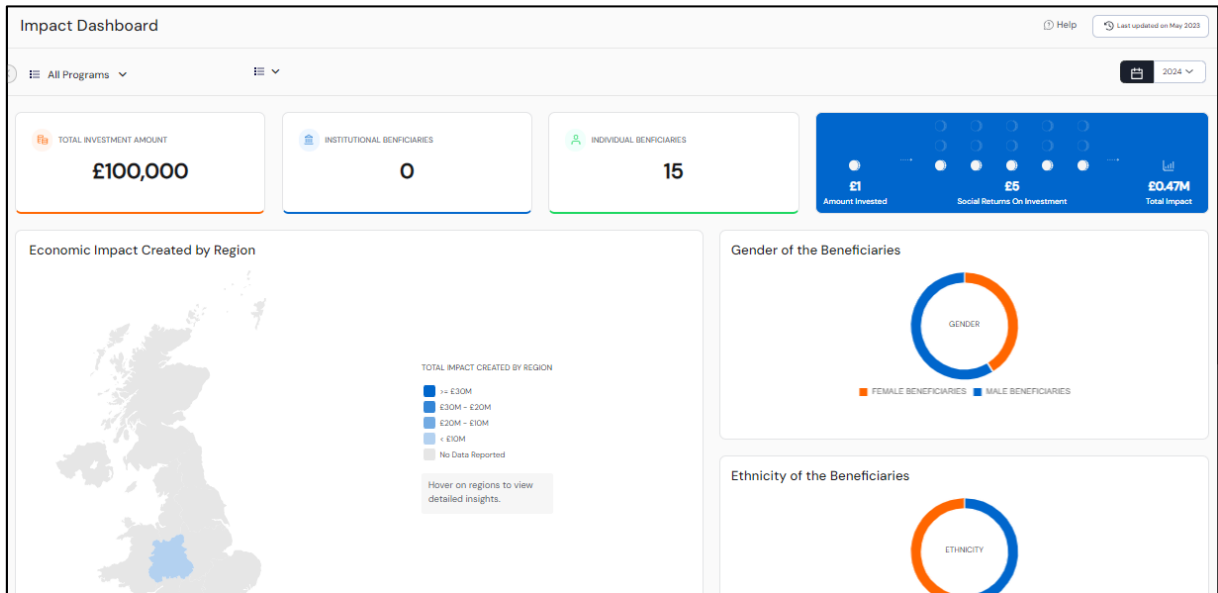 Impact Dashboard
Help
Last updated on May 2023
All Programs
2024
TOTAL INVESTMENT AMOUNT
£100,000
INSTITUTIONAL BENFICIARIES
0
INDIVIDUAL BENFICIARIES
15
£1
Amount Invested
£5
Social Returns On Investment
£0.47M
Total Impact
Economic Impact Created by Region
TOTAL IMPACT CREATED BY REGION
>= £30M
£30M - £20M
£20M - £10M
< £10M
No Data Reported
Hover on regions to view
detailed insights.
Gender of the Beneficiaries
GENDER
FEMALE BENEFICIARIES
MALE BENEFICIARIES
Ethnicity of the Beneficiaries
ETHNICITY